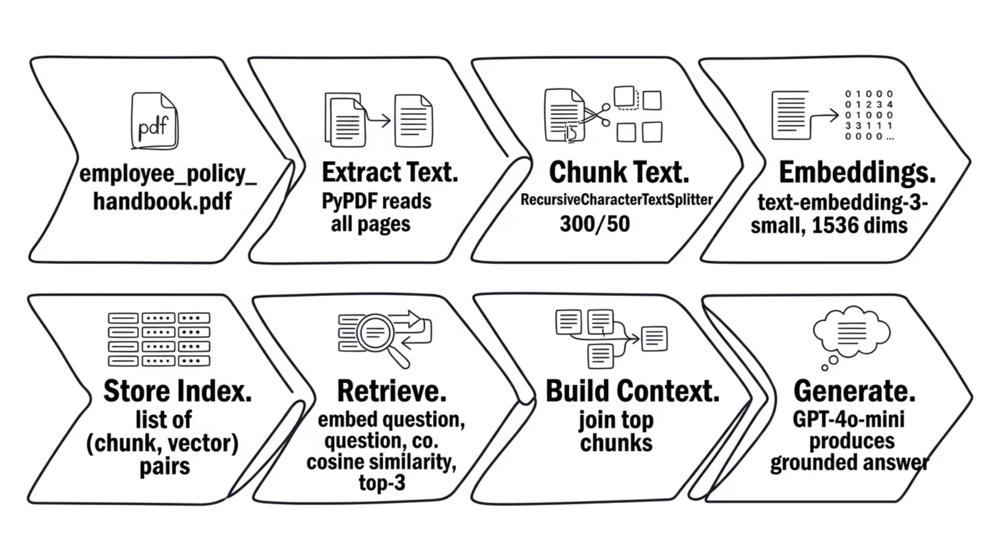 pdf
employee_policy_
handbook.pdf
Extract Text.
PyPDF reads
all pages
Chunk Text.
RecursiveCharacterTextSplitter
300/50
0 1 0 0 0
0 1 2 3 4
0 1 0 0 0
3 3 1 1 1
0 0 0 0 ...
Embeddings.
text-embedding-3-
small, 1536 dims
Store Index.
list of
(chunk, vector)
pairs
Retrieve.
embed question,
question, co.
cosine similarity,
top-3
Build Context.
join top
chunks
Generate.
GPT-4o-mini
produces
grounded answer